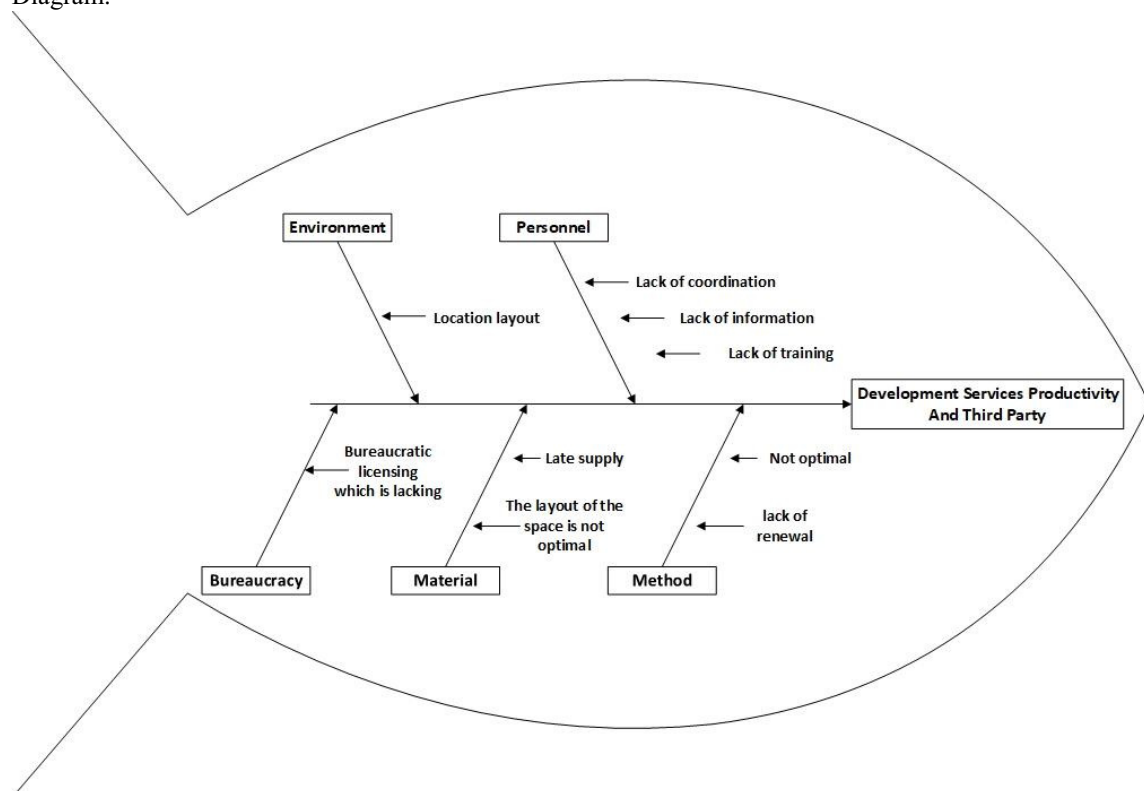 Diagram.
Environment
Personnel
Lack of coordination
Location layout
Lack of information
Lack of training
Development Services Productivity
And Third Party
Bureaucratic
licensing
which is lacking
Late supply
Not optimal
The layout of the
space is not
optimal
lack of
renewal
Bureaucracy
Material
Method